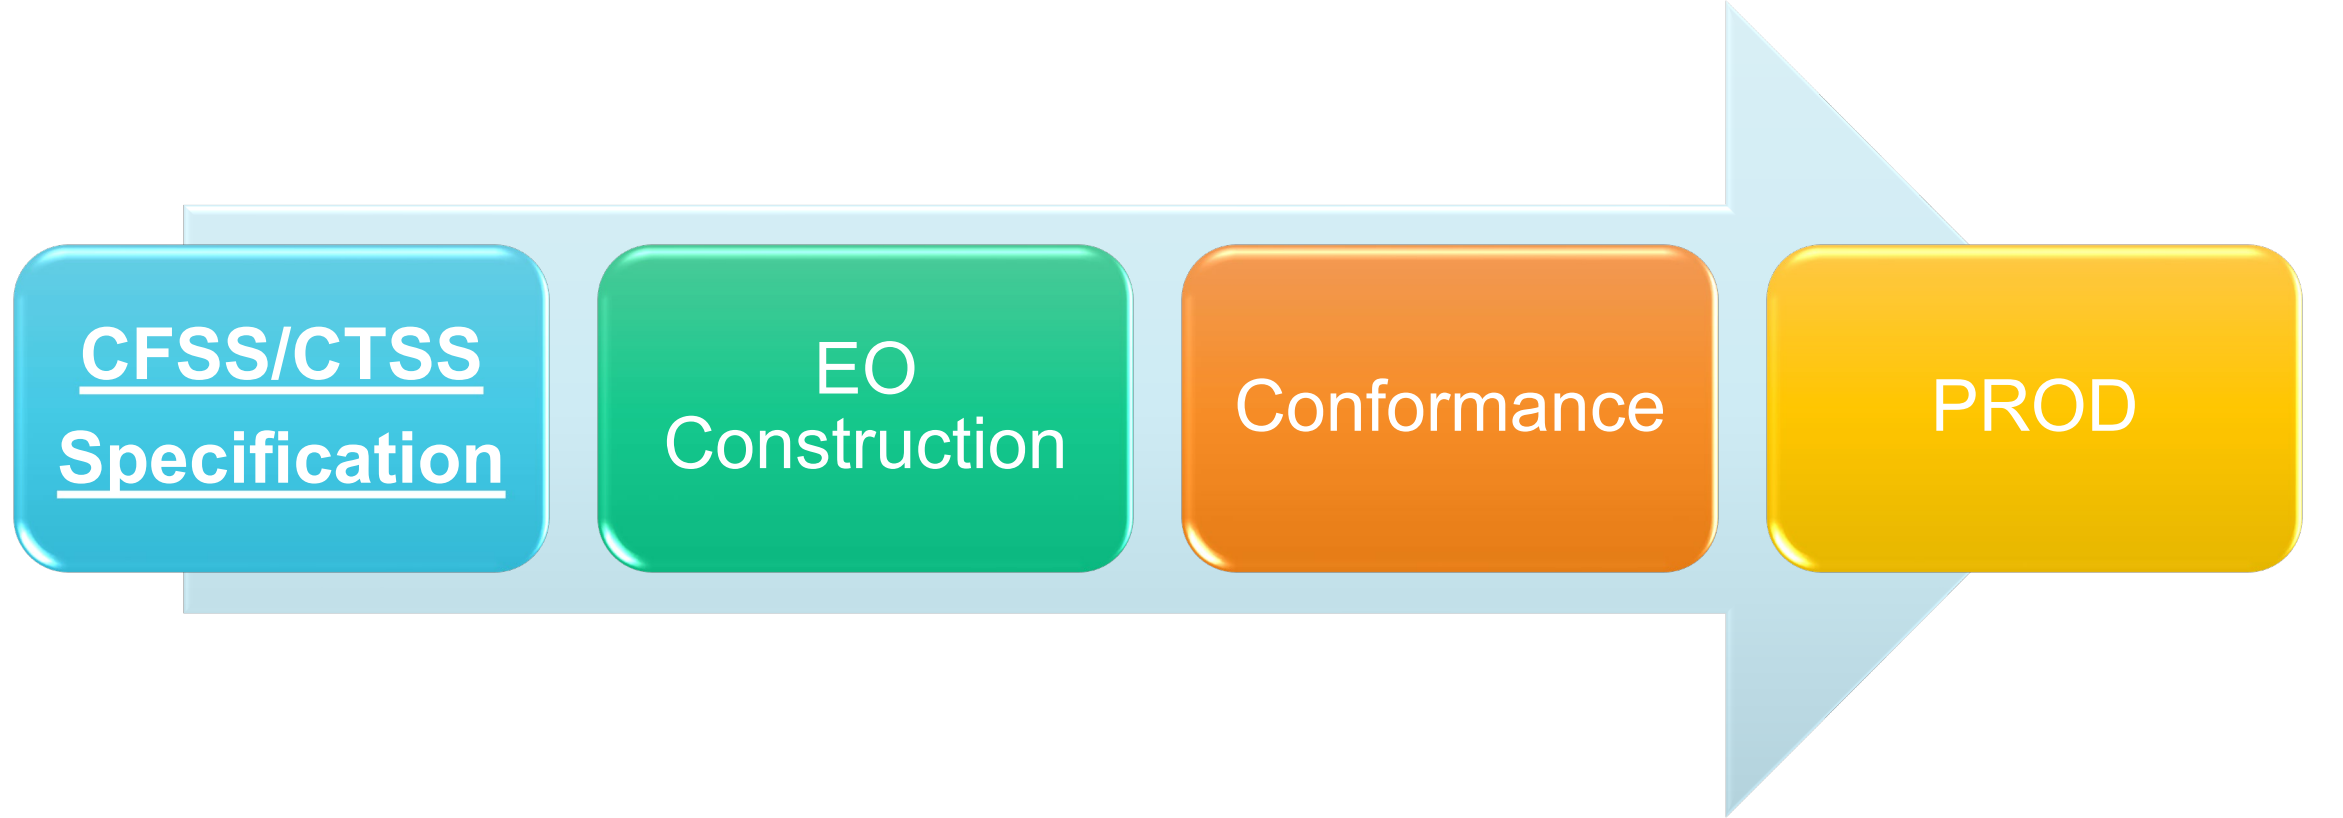 CFSS/CTSS
Specification
EO
Construction
Conformance
PROD